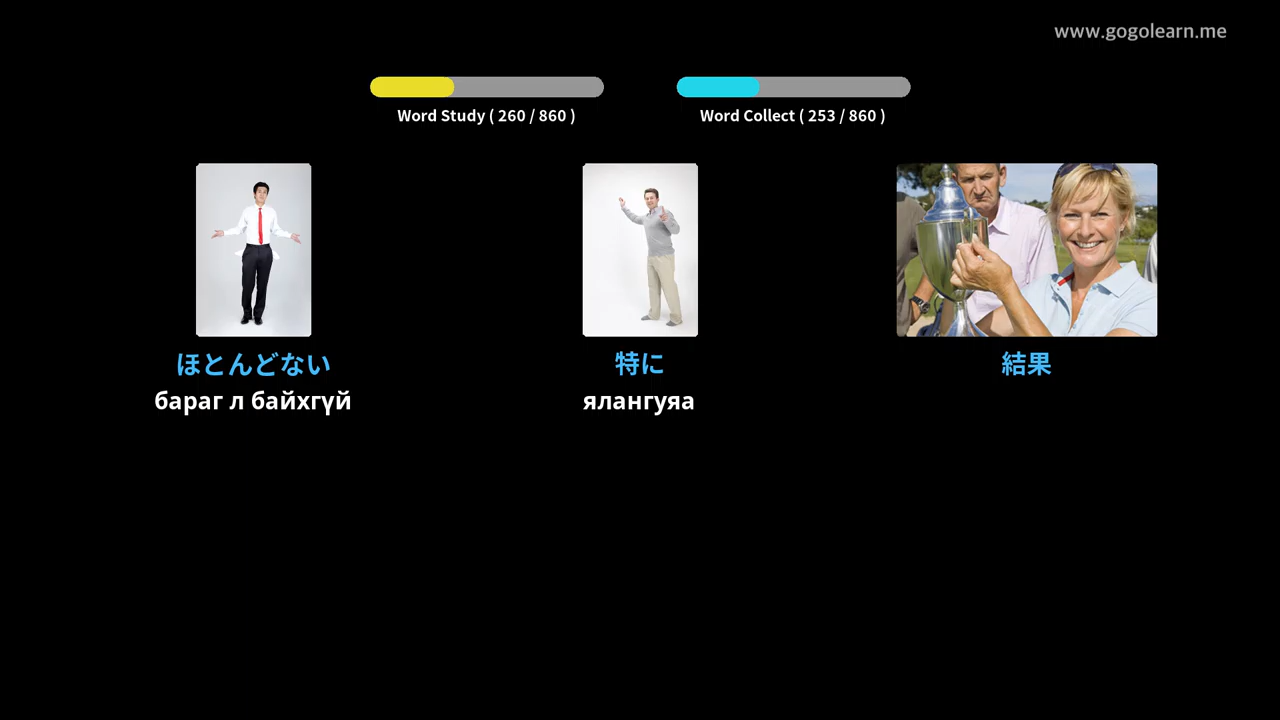 www.gogolearn.me
Word Study ( 260 / 860 )
Word Collect ( 253 / 860 )
ほとんどない
бараг л байхгүй
特に
ялангуяа
結果